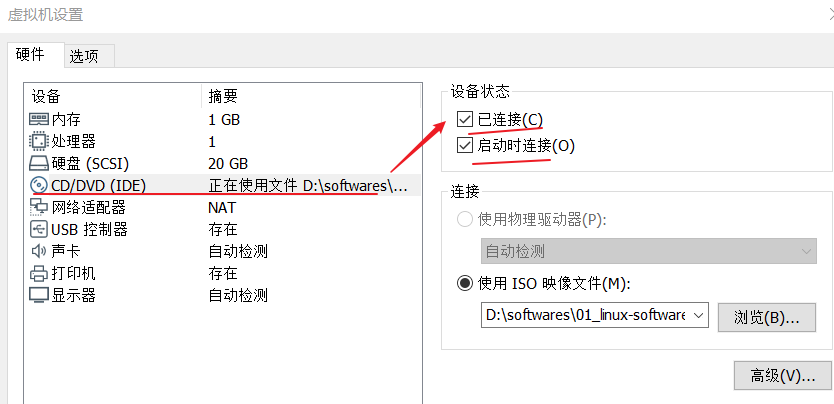 虚拟机设置
硬件 选项
设备 摘要
内存 1 GB
处理器 1
硬盘 (SCSI) 20 GB
CD/DVD (IDE) 正在使用文件 D:\softwares\...
网络适配器 NAT
USB 控制器 存在
声卡 自动检测
打印机 存在
显示器 自动检测
设备状态
已连接(C)
启动时连接(O)
连接
使用物理驱动器(P):
自动检测
使用 ISO 映像文件(M):
D:\softwares\01_linux-software
浏览(B)...
高级(V)...